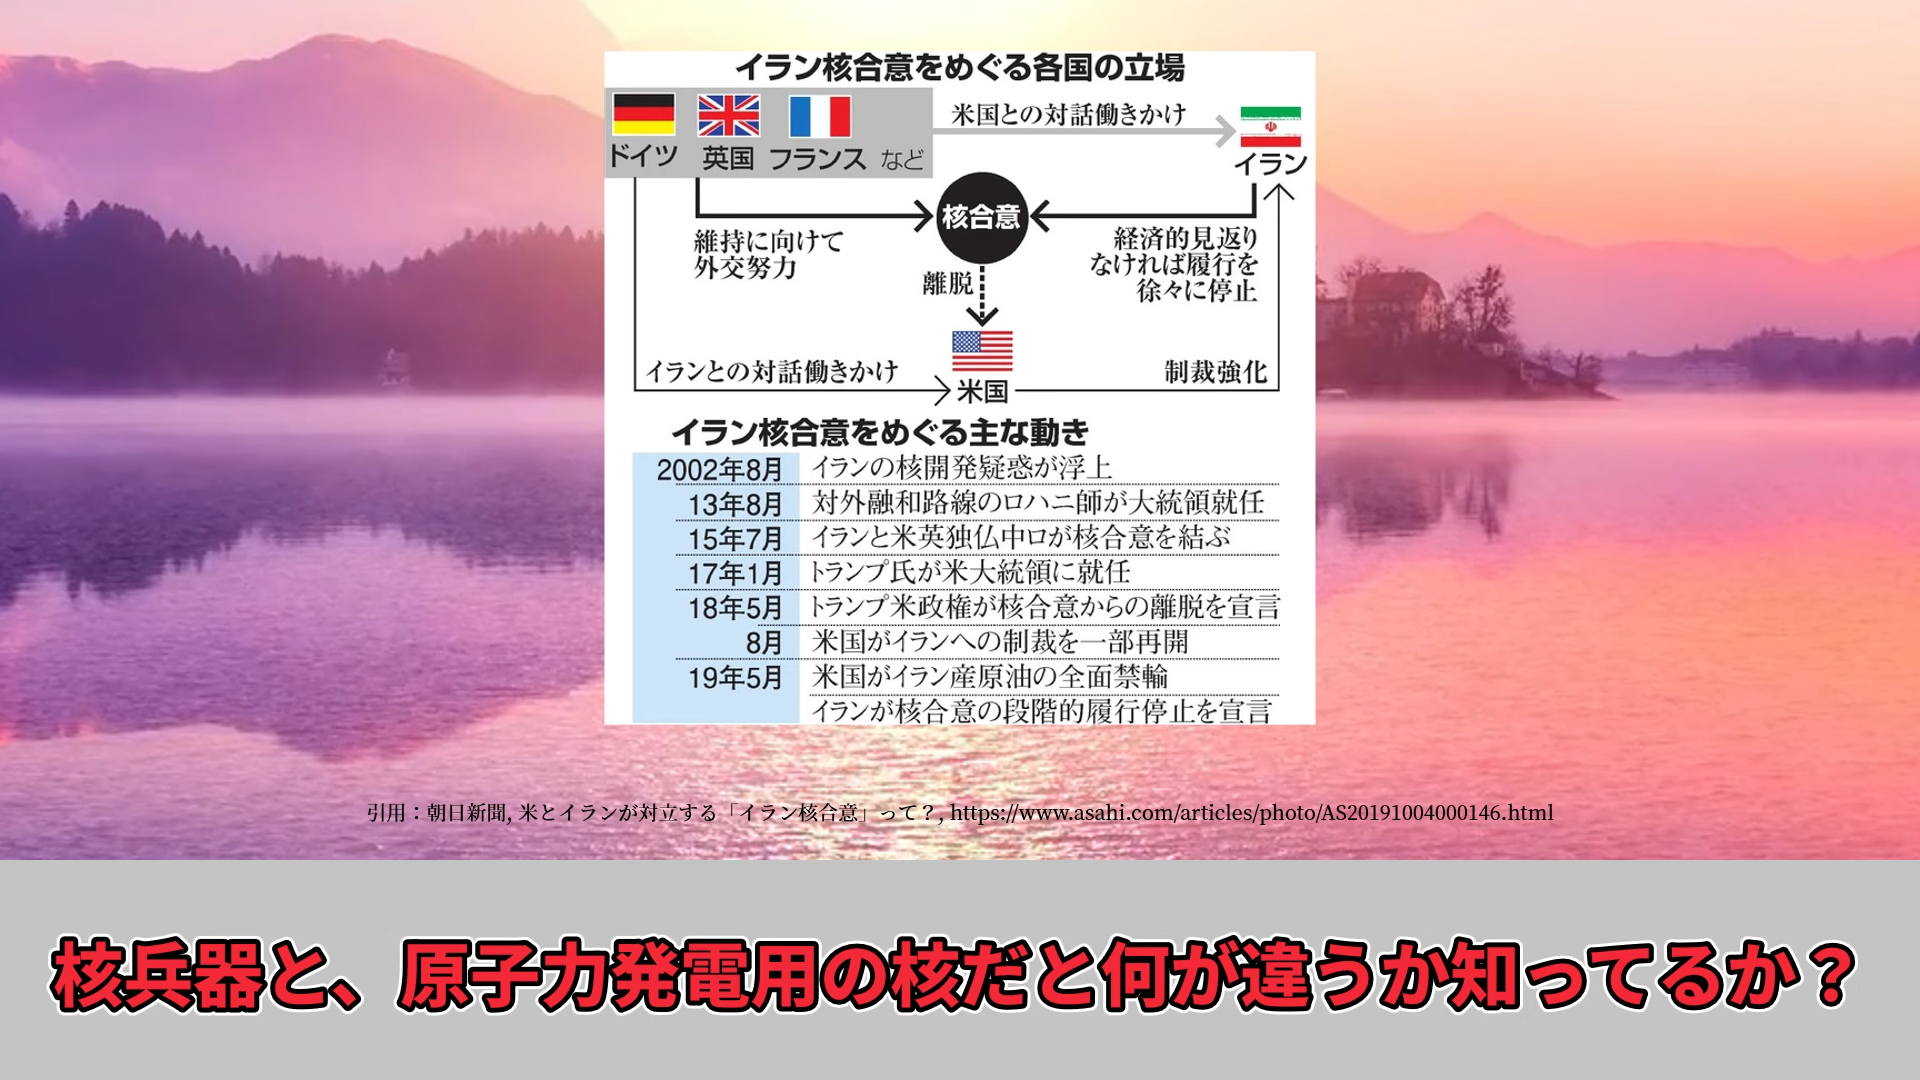 イラン核合意をめぐる各国の立場
ドイツ 英国 フランス など
米国との対話働きかけ
イラン
核合意
維持に向けて
外交努力
経済的見返り
なければ履行を
徐々に停止
離脱
イランとの対話働きかけ
米国
制裁強化
イラン核合意をめぐる主な動き
2002年8月 イランの核開発疑惑が浮上
13年8月 対外融和路線のロハニ師が大統領就任
15年7月 イランと米英独仏中ロが核合意を結ぶ
17年1月 トランプ氏が米大統領に就任
18年5月 トランプ米政権が核合意からの離脱を宣言
8月 米国がイランへの制裁を一部再開
19年5月 米国がイラン産原油の全面禁輸
イランが核合意の段階的履行停止を宣言
引用：朝日新聞, 米とイランが対立する「イラン核合意」って？, https://www.asahi.com/articles/photo/AS20191004000146.html
核兵器と、原子力発電用の核だと何が違うか知ってるか？